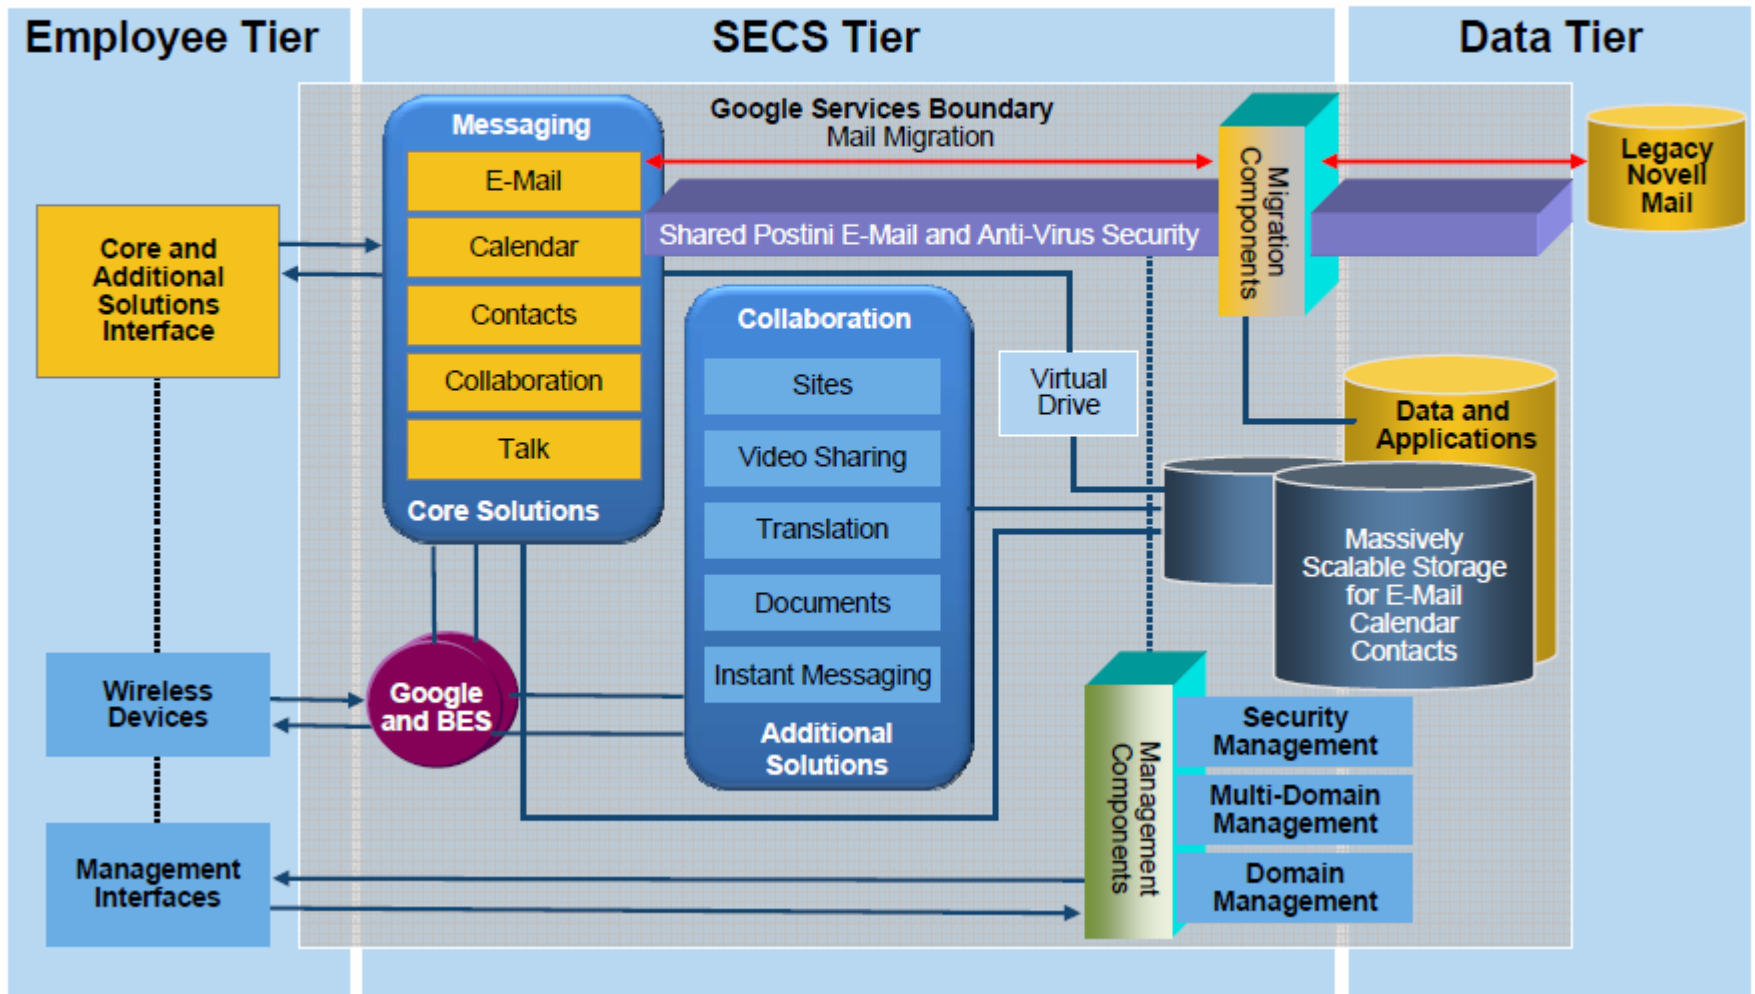 Employee Tier
SECS Tier
Data Tier
Google Services Boundary
Mail Migration
Messaging
E-Mail
Calendar
Contacts
Collaboration
Talk
Core Solutions
Shared Postini E-Mail and Anti-Virus Security
Migration
Components
Legacy
Novell
Mail
Core and
Additional
Solutions
Interface
Collaboration
Sites
Video Sharing
Translation
Documents
Instant Messaging
Additional
Solutions
Virtual
Drive
Data and
Applications
Massively
Scalable Storage
for E-Mail
Calendar
Contacts
Wireless
Devices
Google
and BES
Management
Components
Security
Management
Multi-Domain
Management
Domain
Management
Management
Interfaces